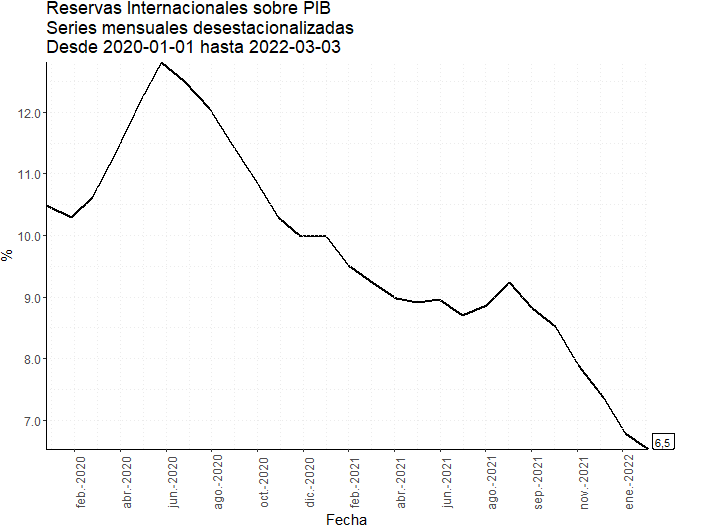 Reservas Internacionales sobre PIB
Series mensuales desestacionalizadas
Desde 2020-01-01 hasta 2022-03-03
%
12.0
11.0
10.0
9.0
8.0
7.0
6,5
feb.-2020
abr.-2020
jun.-2020
ago.-2020
oct.-2020
dic.-2020
feb.-2021
abr.-2021
jun.-2021
ago.-2021
sep.-2021
nov.-2021
ene.-2022
Fecha